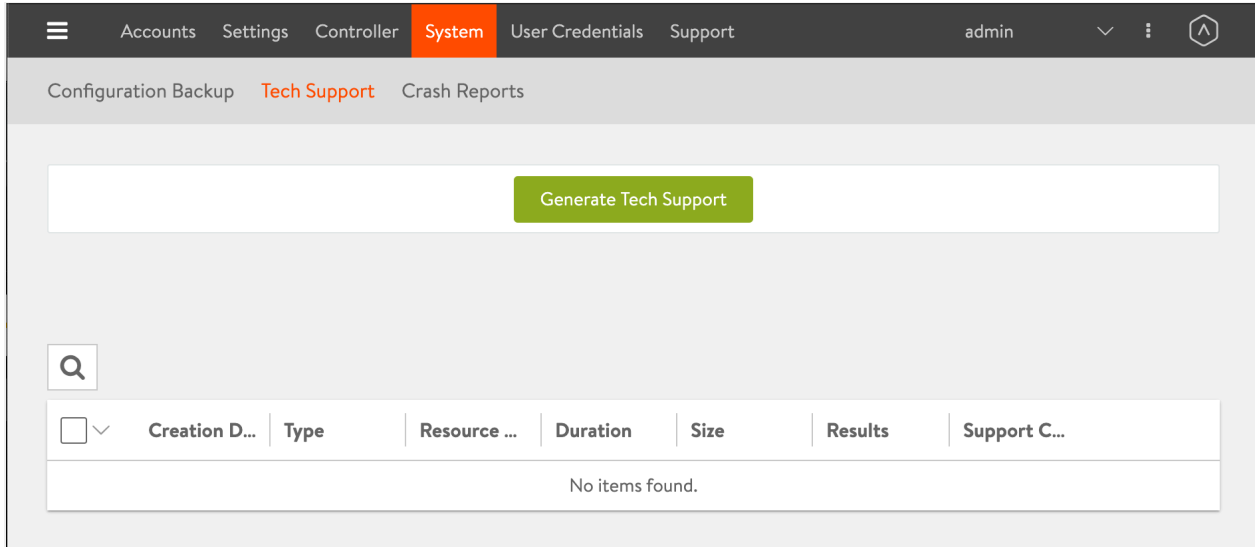 Accounts Settings Controller System User Credentials Support admin
Configuration Backup Tech Support Crash Reports
Generate Tech Support
Creation D... Type Resource ... Duration Size Results Support C...
No items found.